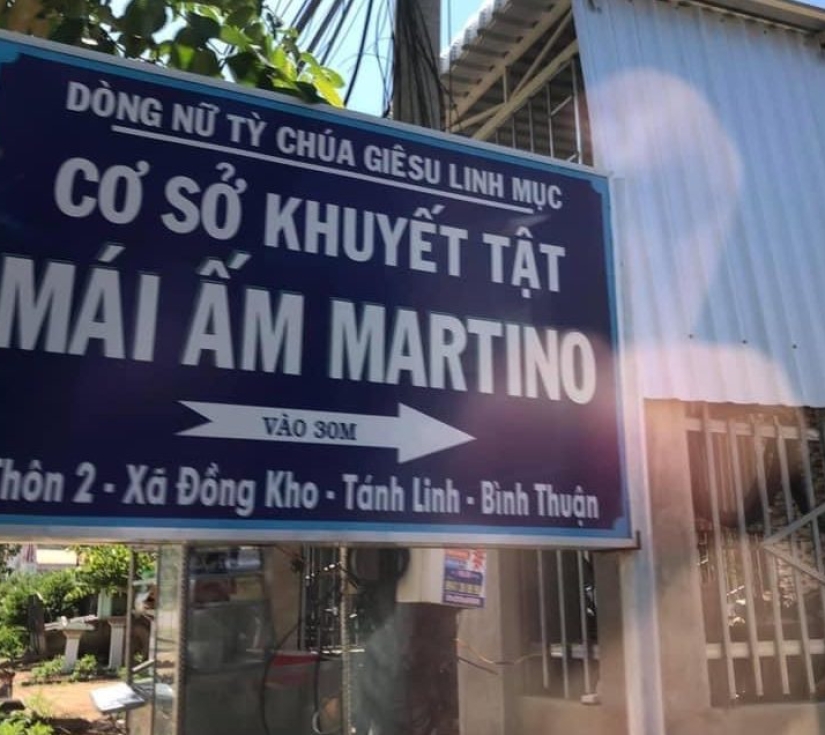 DÒNG NỮ TỲ CHÚA GIÊSU LINH MỤC
CƠ SỞ KHUYẾT TẬT
MÁI ẤM MARTINO
VÀO 30M
Thôn 2 - Xã Đồng Kho - Tánh Linh - Bình Thuận